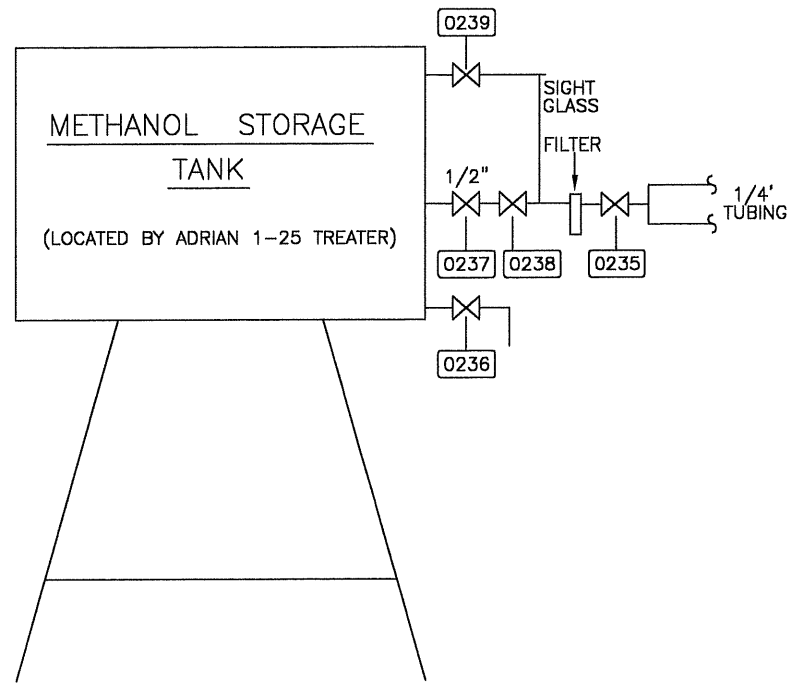 0239
SIGHT
GLASS
METHANOL STORAGE
TANK
FILTER
1/2"
1/4'
TUBING
(LOCATED BY ADRIAN 1-25 TREATER)
0237
0238
0235
0236